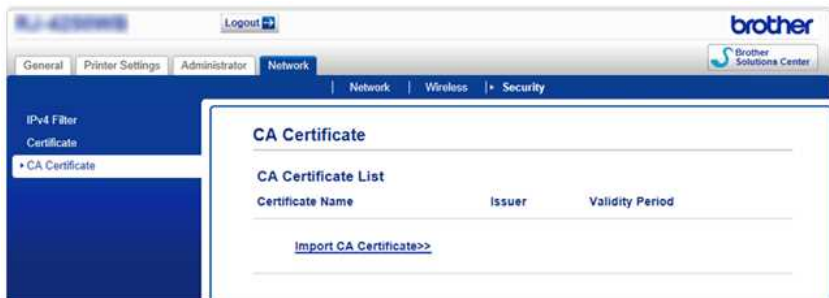 Logout
brother
General Printer Settings Administrator Network
Brother
Solutions Center
Network | Wireless | Security
IPv4 Filter
Certificate
CA Certificate
CA Certificate
CA Certificate List
Certificate Name Issuer Validity Period
Import CA Certificate>>